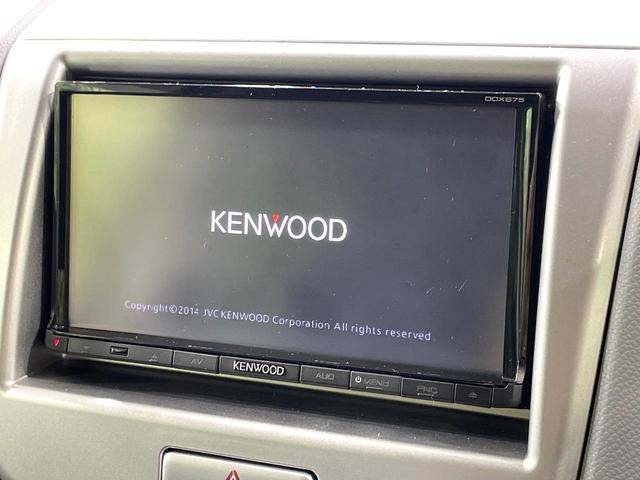 DDX675
KENWOOD
Copyright©2014 JVC KENWOOD Corporation All rights reserved
AV KENWOOD AUD MENU FNC